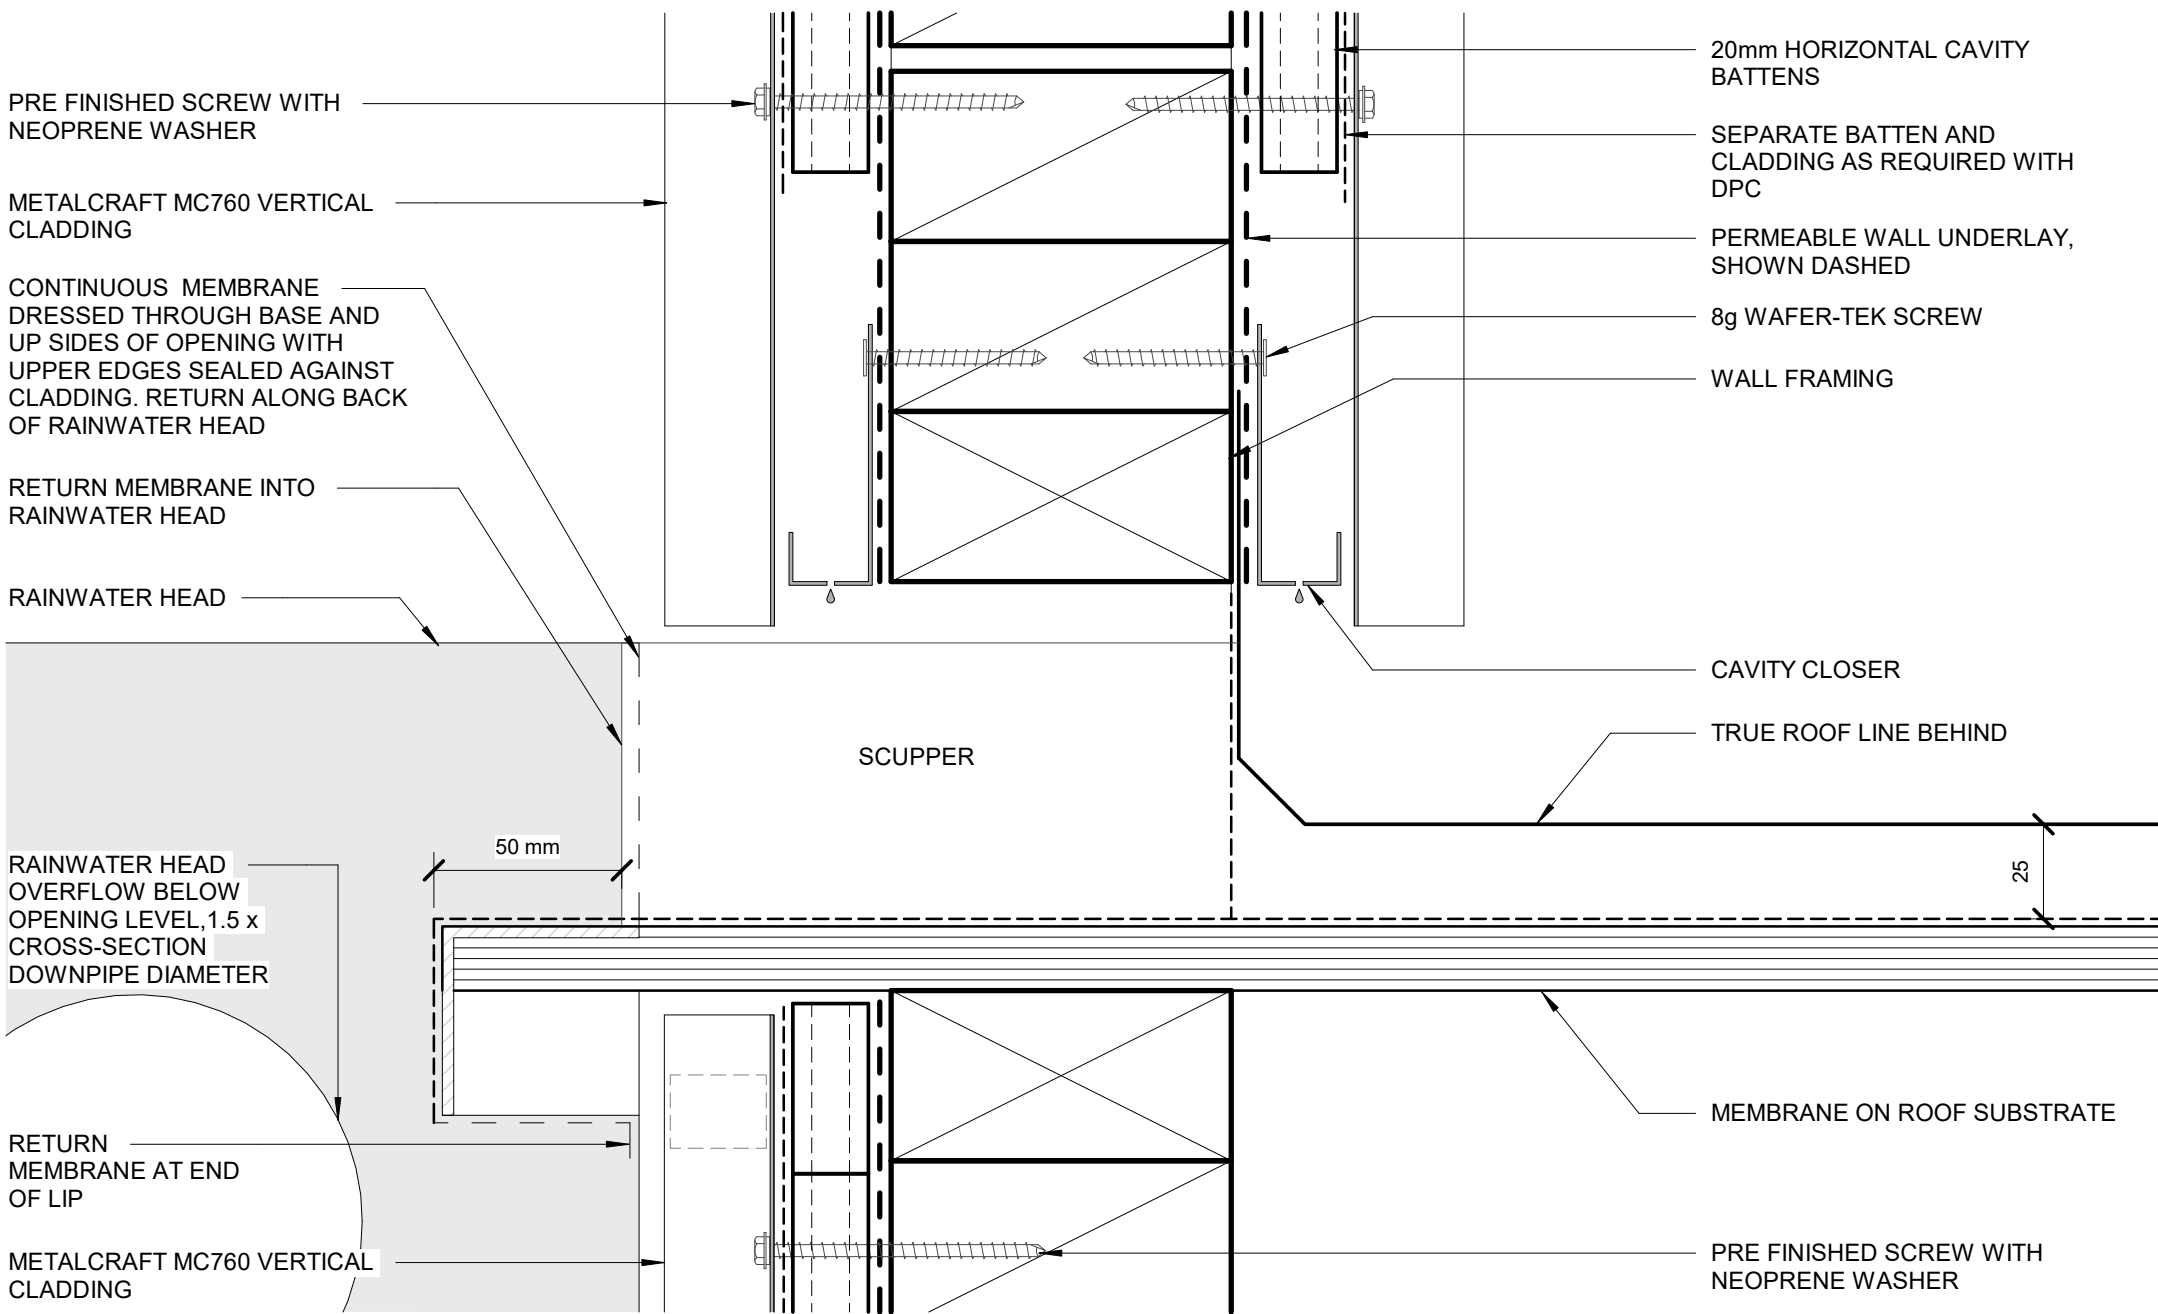 PRE FINISHED SCREW WITH
NEOPRENE WASHER
METALCRAFT MC760 VERTICAL
CLADDING
CONTINUOUS MEMBRANE
DRESSED THROUGH BASE AND
UP SIDES OF OPENING WITH
UPPER EDGES SEALED AGAINST
CLADDING. RETURN ALONG BACK
OF RAINWATER HEAD
RETURN MEMBRANE INTO
RAINWATER HEAD
RAINWATER HEAD
50 mm
RAINWATER HEAD
OVERFLOW BELOW
OPENING LEVEL,1.5 x
CROSS-SECTION
DOWNPIPE DIAMETER
RETURN
MEMBRANE AT END
OF LIP
METALCRAFT MC760 VERTICAL
CLADDING
SCUPPER
20mm HORIZONTAL CAVITY
BATTENS
SEPARATE BATTEN AND
CLADDING AS REQUIRED WITH
DPC
PERMEABLE WALL UNDERLAY,
SHOWN DASHED
8g WAFER-TEK SCREW
WALL FRAMING
CAVITY CLOSER
TRUE ROOF LINE BEHIND
25
MEMBRANE ON ROOF SUBSTRATE
PRE FINISHED SCREW WITH
NEOPRENE WASHER